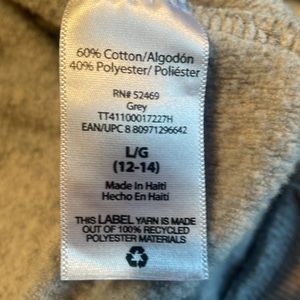 60% Cotton/Algodón
40% Polyester/ Poliéster
RN# 52469
Grey
TT41100017227H
EAN/UPC 8 80971296642
L/G
(12-14)
Made In Haiti
Hecho En Haiti
THIS LABEL YARN IS MADE
OUT OF 100% RECYCLED
POLYESTER MATERIALS